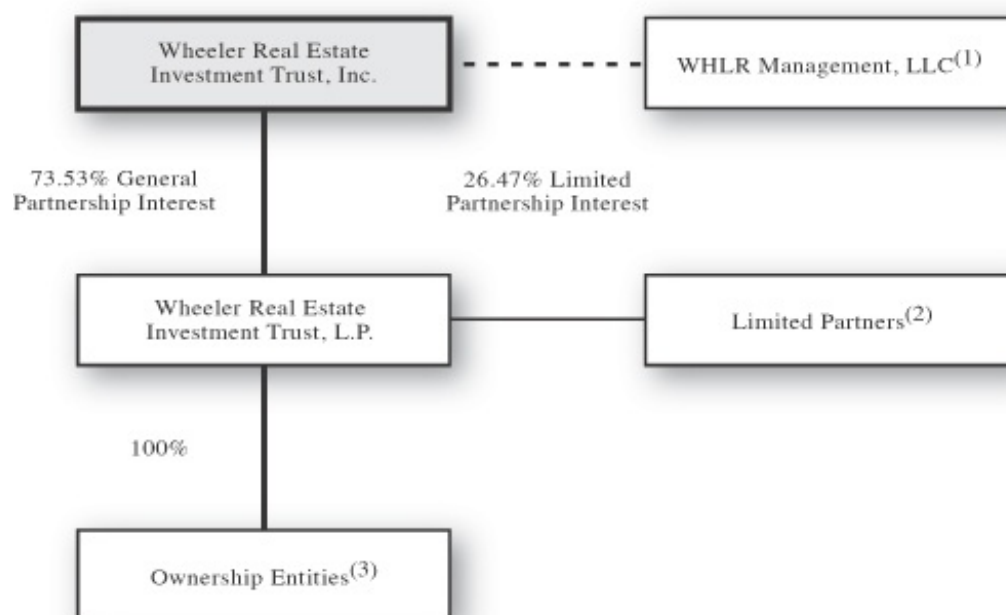 Wheeler Real Estate
Investment Trust, Inc.
WHLR Management, LLC(1)
73.53% General
Partnership Interest
26.47% Limited
Partnership Interest
Wheeler Real Estate
Investment Trust, L.P.
Limited Partners(2)
100%
Ownership Entities(3)